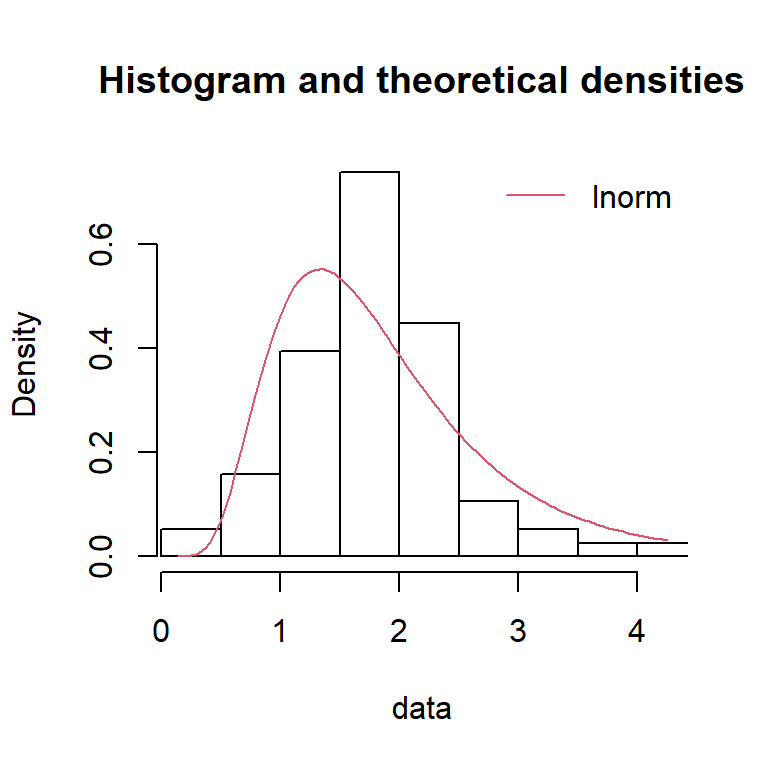 Histogram and theoretical densities
lnorm
Density
0.6
0.4
0.2
0.0
0 1 2 3 4
data